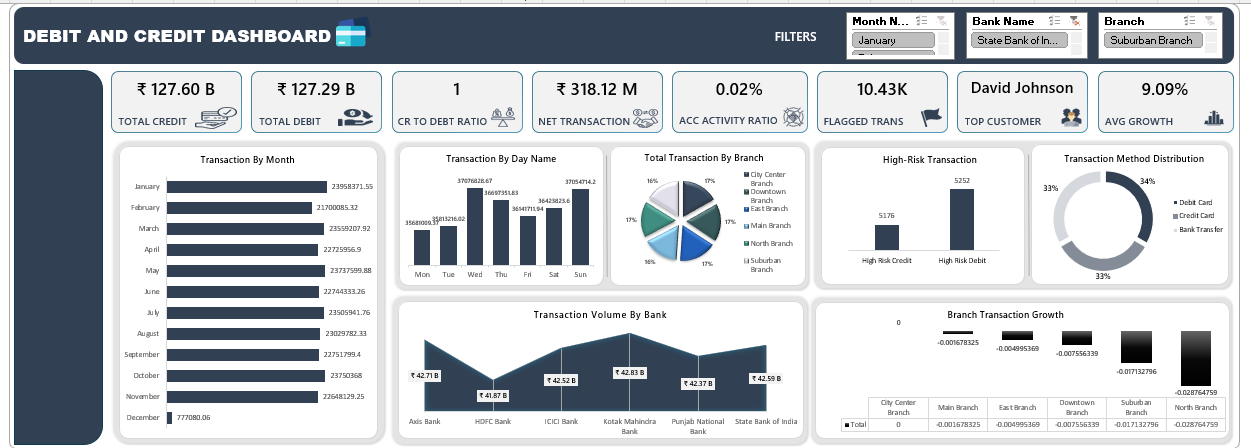 DEBIT AND CREDIT DASHBOARD
FILTERS
Month N...
January
Bank Name
State Bank of In...
Branch
Suburban Branch
₹ 127.60 B
TOTAL CREDIT
₹ 127.29 B
TOTAL DEBIT
1
CR TO DEBT RATIO
₹ 318.12 M
NET TRANSACTION
0.02%
ACC ACTIVITY RATIO
10.43K
FLAGGED TRANS
David Johnson
TOP CUSTOMER
9.09%
AVG GROWTH
Transaction By Month
January 23958371.55
February 21700085.32
March 23559207.92
April 22725956.9
May 23737599.88
June 22744333.26
July 23505941.76
August 23029782.33
September 22751799.4
October 23750368
November 22648129.25
December 777080.06
Transaction By Day Name
35813216.02
37076828.67
36697351.83
36141711.94
36423823.6
37054714.2
Mon Tue Wed Thu Fri Sat Sun
Total Transaction By Branch
16% 17%
17% 17%
16% 17%
City Center
Branch
Downtown
Branch
East Branch
Main Branch
North Branch
Suburban
Branch
High-Risk Transaction
5176
5252
High Risk Credit High Risk Debit
Transaction Method Distribution
33% 34%
33%
Debit Card
Credit Card
Bank Transfer
Transaction Volume By Bank
₹ 42.71 B
₹ 41.87 B
₹ 42.52 B
₹ 42.83 B
₹ 42.37 B
₹ 42.59 B
Axis Bank HDFC Bank ICICI Bank Kotak Mahindra Punjab National State Bank of India
Bank Bank
Branch Transaction Growth
0
-0.001678325
-0.004995369
-0.007556339
-0.017132796
-0.028764759
City Center Main Branch East Branch Downtown Suburban North Branch
Branch Branch Branch
Total 0 -0.001678325 -0.004995369 -0.007556339 -0.017132796 -0.028764759